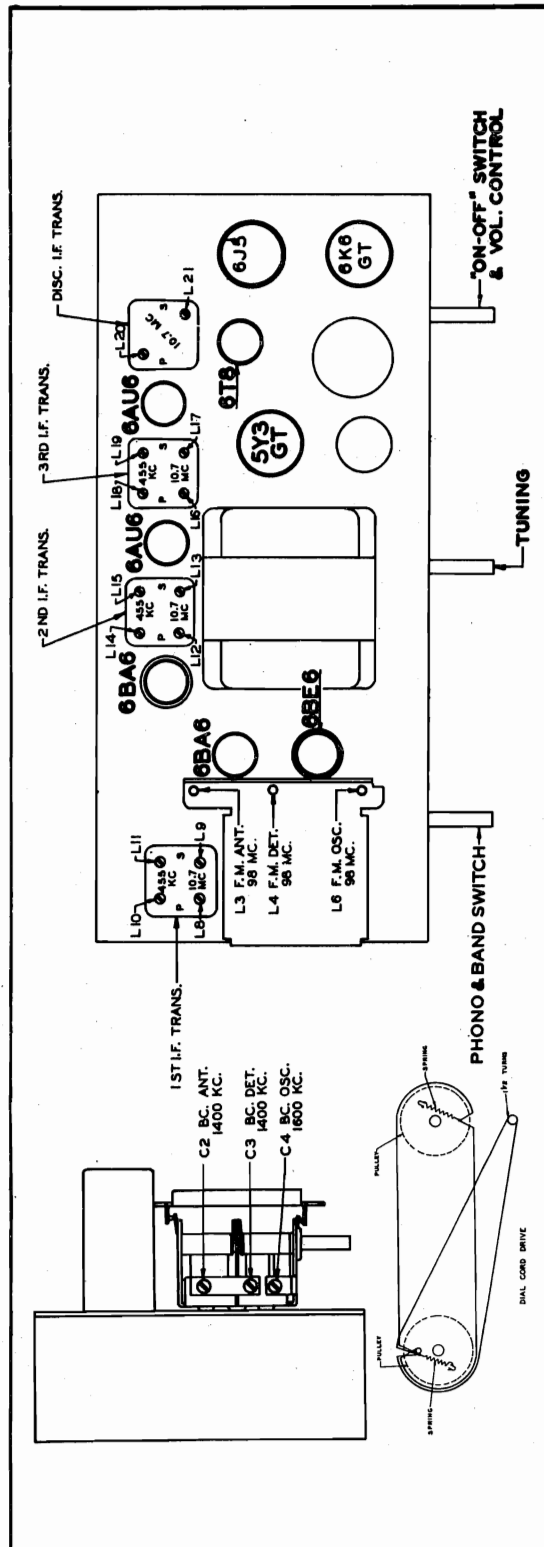 DISC. I.F. TRANS.
3RD I.F. TRANS.
2ND I.F. TRANS.
1ST I.F. TRANS.
L20
10.7 MC
P
S
L21
6AU6
L18
L19
455
KC
P
S
10.7
MC
L16
L17
6AU6
L14
L15
455
KC
P
S
10.7
MC
L12
L13
6BA6
L10
L11
455
KC
P
S
10.7
MC
L8
L9
6J5
6K6
GT
6T8
5Y3
GT
6BA6
6BE6
L3 F.M. ANT.
98 MC.
L4 F.M. DET.
98 MC.
L6 F.M. OSC.
98 MC.
"ON-OFF" SWITCH
& VOL. CONTROL
TUNING
PHONO & BAND SWITCH
C2 BC. ANT.
1400 KC.
C3 BC. DET.
1400 KC.
C4 BC. OSC.
1600 KC.
PULLEY
SPRING
PULLEY
SPRING
1½ TURNS
DIAL CORD DRIVE